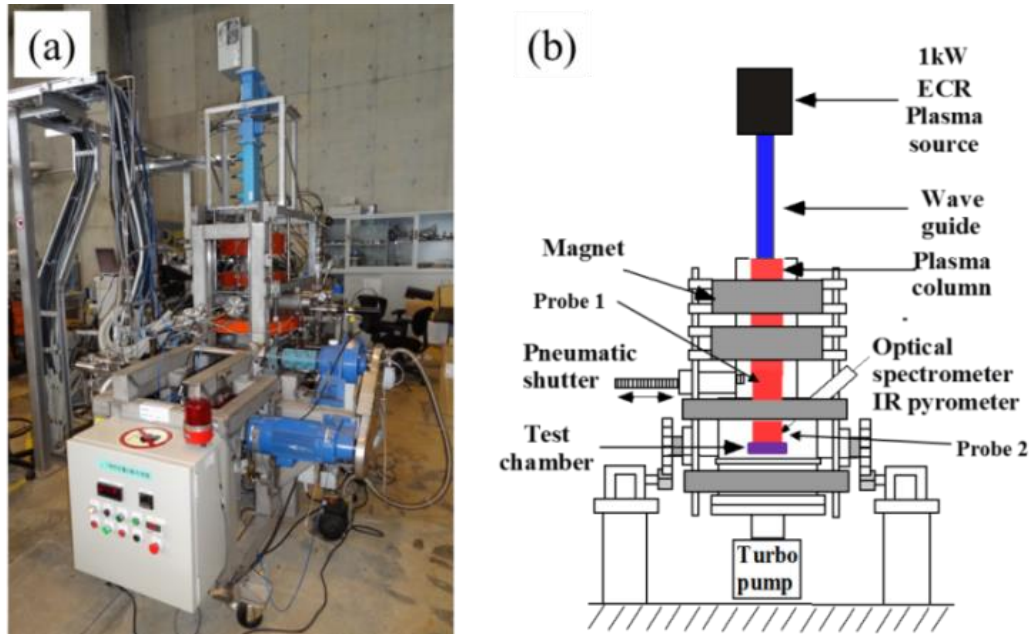 (a)
(b)
1kW
ECR
Plasma
source
Wave
guide
Magnet
Plasma
column
Probe 1
Pneumatic
shutter
Optical
spectrometer
IR pyrometer
Test
chamber
Probe 2
Turbo
pump